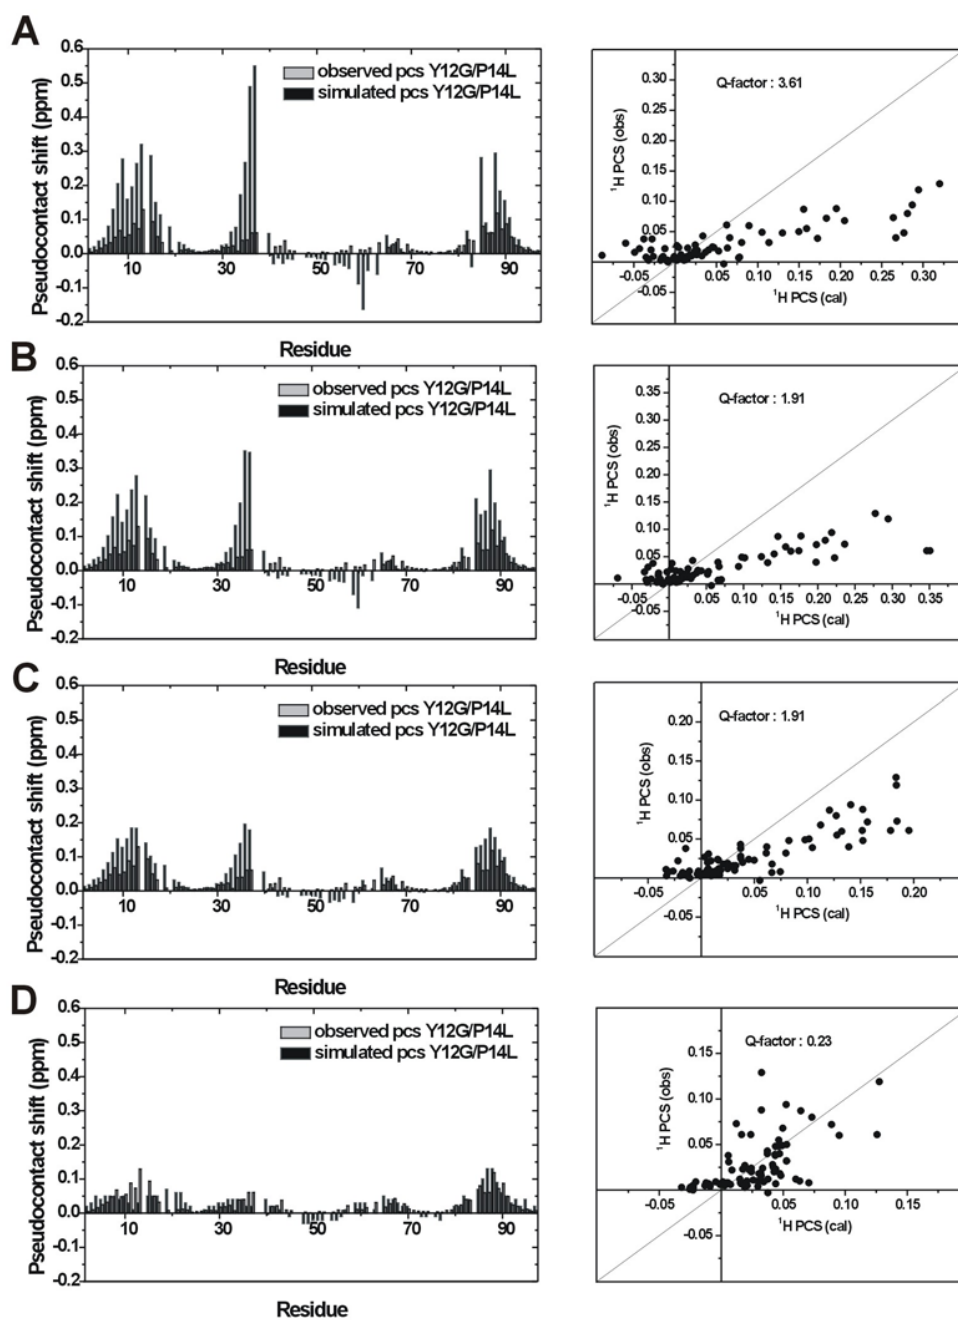 A
0.6
0.5
0.4
0.3
0.2
0.1
0.0
-0.1
-0.2
Pseudocontact shift (ppm)
observed pcs Y12G/P14L
simulated pcs Y12G/P14L
10 30 50 70 90
Residue
Q-factor : 3.61
0.30
0.25
0.20
0.15
0.10
0.05
-0.05
¹H PCS (obs)
-0.05 0.05 0.10 0.15 0.20 0.25 0.30
¹H PCS (cal)
B
0.6
0.5
0.4
0.3
0.2
0.1
0.0
-0.1
-0.2
Pseudocontact shift (ppm)
observed pcs Y12G/P14L
simulated pcs Y12G/P14L
10 30 50 70 90
Residue
Q-factor : 1.91
0.35
0.30
0.25
0.20
0.15
0.10
0.05
-0.05
¹H PCS (obs)
-0.05 0.05 0.10 0.15 0.20 0.25 0.30 0.35
¹H PCS (cal)
C
0.6
0.5
0.4
0.3
0.2
0.1
0.0
-0.1
-0.2
Pseudocontact shift (ppm)
observed pcs Y12G/P14L
simulated pcs Y12G/P14L
10 30 50 70 90
Residue
Q-factor : 1.91
0.20
0.15
0.10
0.05
-0.05
¹H PCS (obs)
-0.05 0.05 0.10 0.15 0.20
¹H PCS (cal)
D
0.6
0.5
0.4
0.3
0.2
0.1
0.0
-0.1
-0.2
Pseudocontact shift (ppm)
observed pcs Y12G/P14L
simulated pcs Y12G/P14L
10 30 50 70 90
Residue
Q-factor : 0.23
0.15
0.10
0.05
-0.05
¹H PCS (obs)
-0.05 0.05 0.10 0.15
¹H PCS (cal)